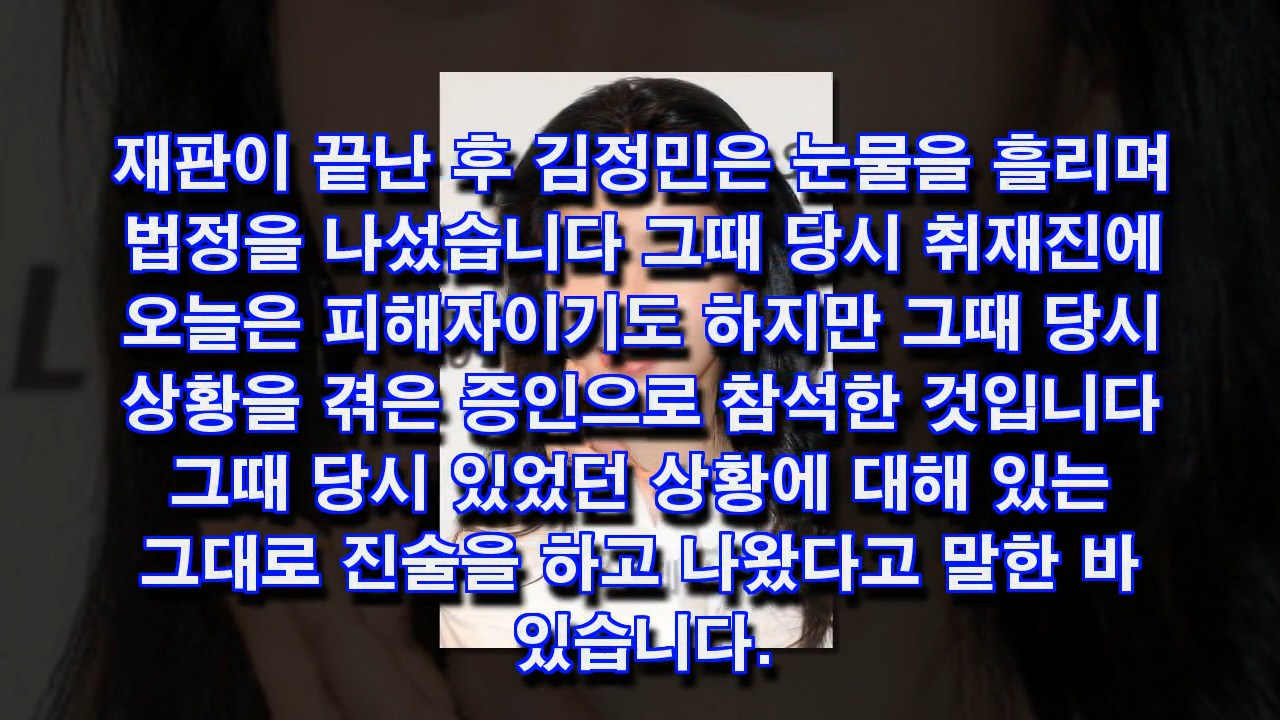 재판이 끝난 후 김정민은 눈물을 흘리며
법정을 나섰습니다 그때 당시 취재진에
오늘은 피해자이기도 하지만 그때 당시
상황을 겪은 증인으로 참석한 것입니다
그때 당시 있었던 상황에 대해 있는
그대로 진술을 하고 나왔다고 말한 바
있습니다.